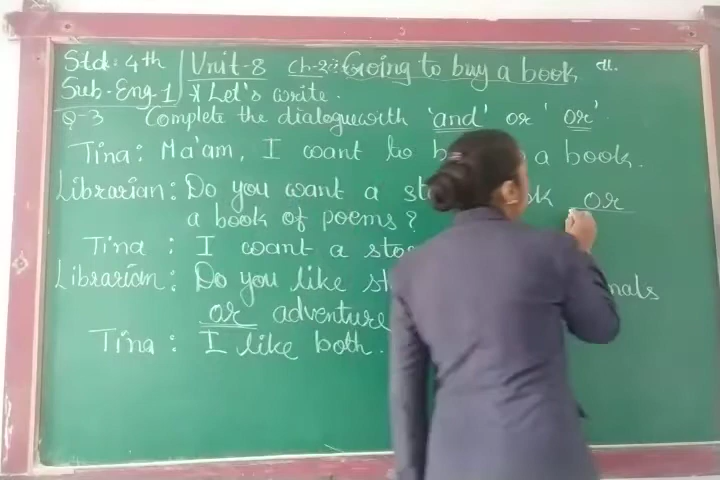 Std: 4th Unit-8 ch-2: Going to buy a book dt.
Sub-Eng-1 * Let's write.
Q-3 Complete the dialogue with 'and' or 'or'.
Tina: Ma'am, I want to a book.
Librarian: Do you want a or
a book of poems?
Tina : I want a
Librarian: Do you like
or adventure
Tina : I like both.